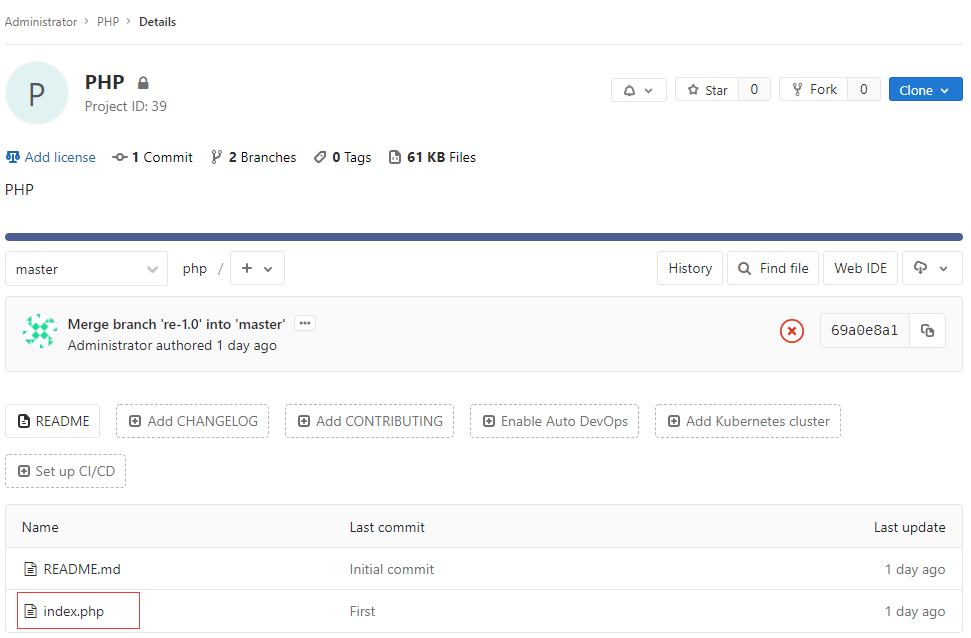 Administrator > PHP > Details
P
PHP
Project ID: 39
Star 0 Fork 0 Clone
Add license 1 Commit 2 Branches 0 Tags 61 KB Files
PHP
master php / + History Find file Web IDE
Merge branch 're-1.0' into 'master' ...
Administrator authored 1 day ago
69a0e8a1
README Add CHANGELOG Add CONTRIBUTING Enable Auto DevOps Add Kubernetes cluster
Set up CI/CD
Name Last commit Last update
README.md Initial commit 1 day ago
index.php First 1 day ago